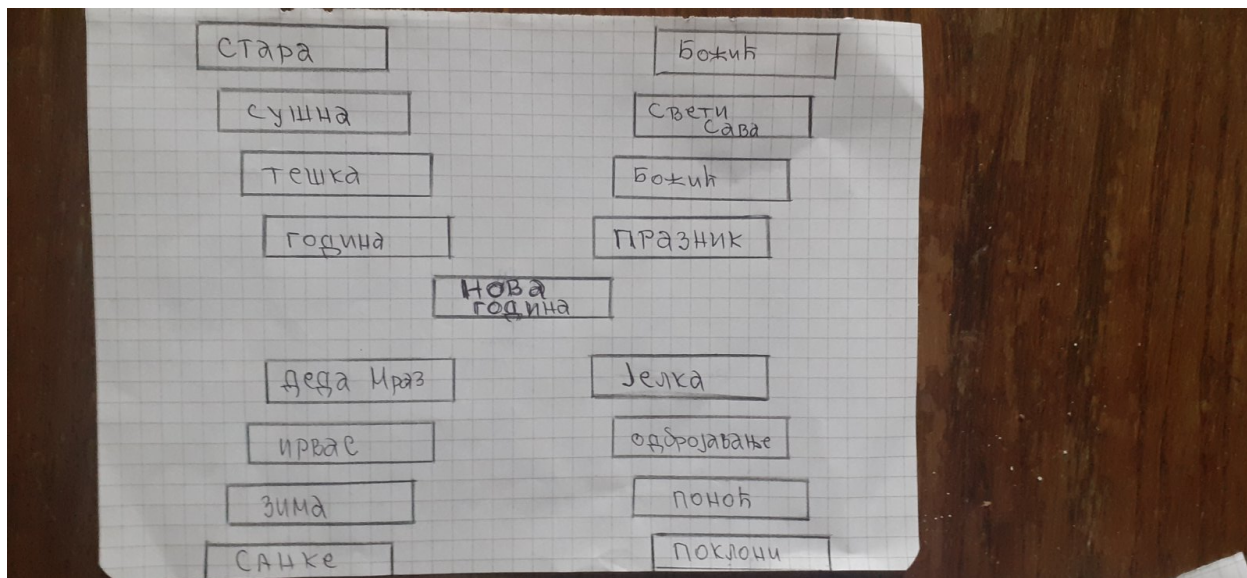 стара
Божић
сушна
Свети
Сава
тешка
Божић
година
празник
Нова
година
Деда Мраз
Јелка
ирвас
одбројавање
зима
поноћ
санке
поклони